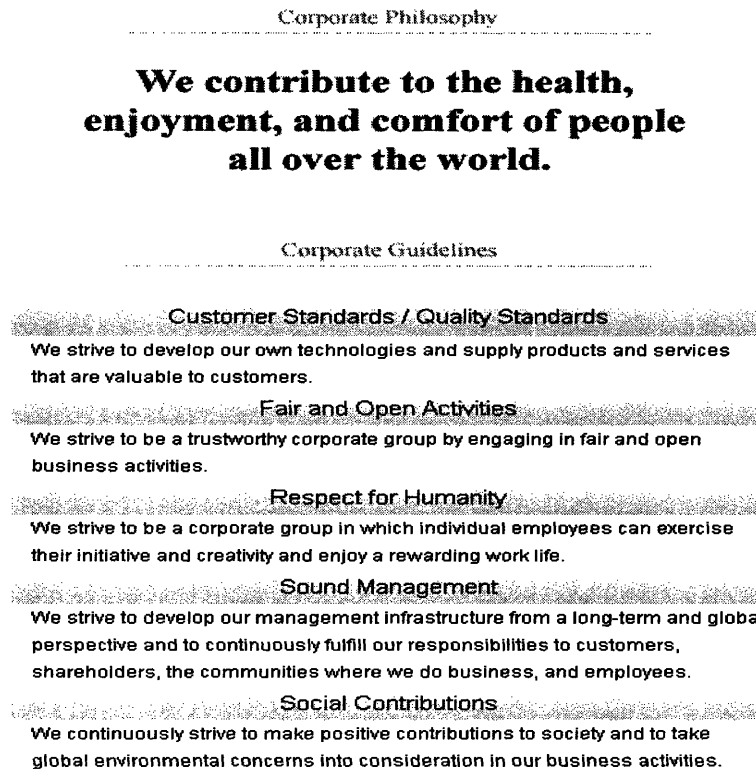 Corporate Philosophy
We contribute to the health,
enjoyment, and comfort of people
all over the world.
Corporate Guidelines
Customer Standards / Quality Standards
We strive to develop our own technologies and supply products and services
that are valuable to customers.
Fair and Open Activities
We strive to be a trustworthy corporate group by engaging in fair and open
business activities.
Respect for Humanity
We strive to be a corporate group in which individual employees can exercise
their initiative and creativity and enjoy a rewarding work life.
Sound Management
We strive to develop our management infrastructure from a long-term and globa
perspective and to continuously fulfill our responsibilities to customers,
shareholders, the communities where we do business, and employees.
Social Contributions
We continuously strive to make positive contributions to society and to take
global environmental concerns into consideration in our business activities.